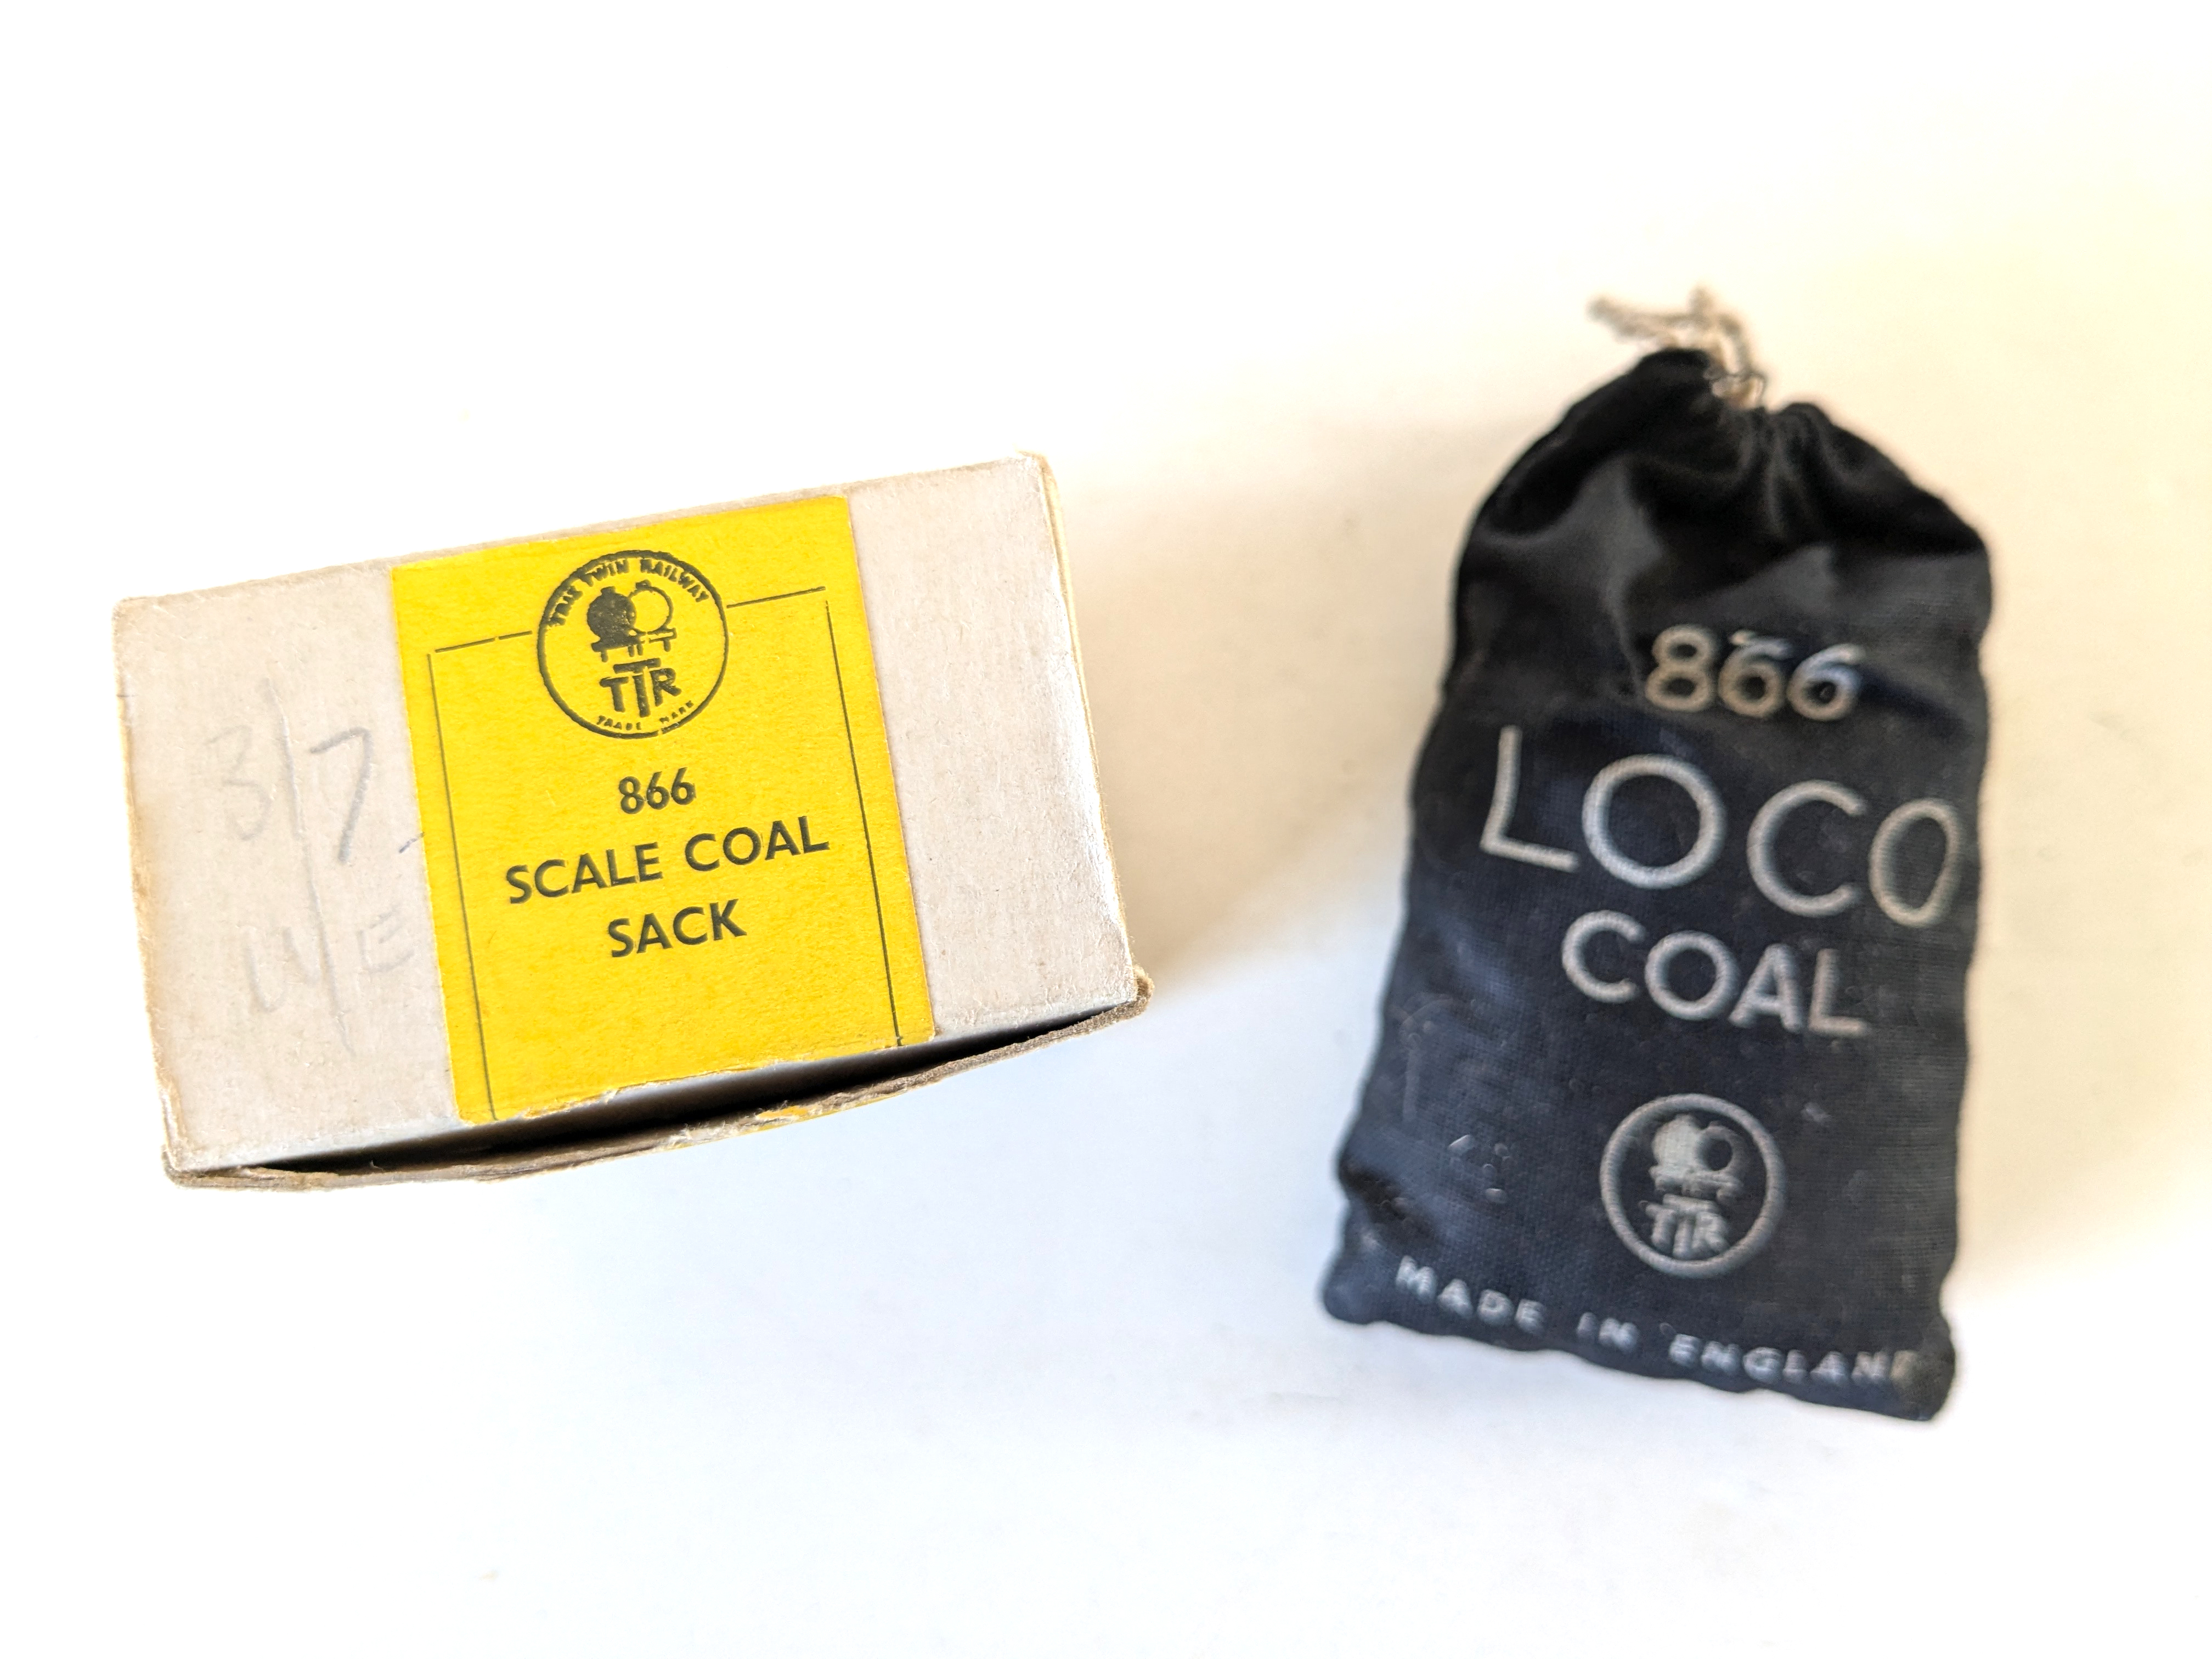 TRIX TWIN RAILWAY
TTR
TRADE MARK
866
SCALE COAL
SACK
3/7
866
LOCO
COAL
TTR
MADE IN ENGLAND